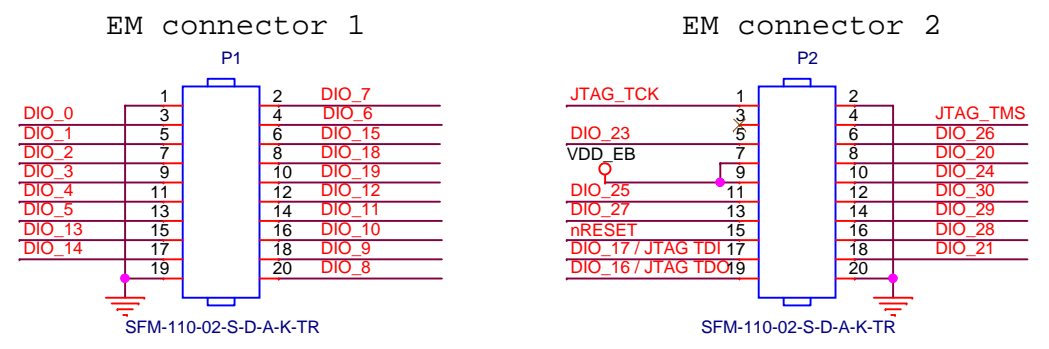 EM connector 1
P1
1 2 DIO_7
DIO_0 3 4 DIO_6
DIO_1 5 6 DIO_15
DIO_2 7 8 DIO_18
DIO_3 9 10 DIO_19
DIO_4 11 12 DIO_12
DIO_5 13 14 DIO_11
DIO_13 15 16 DIO_10
DIO_14 17 18 DIO_9
19 20 DIO_8
SFM-110-02-S-D-A-K-TR
EM connector 2
P2
JTAG_TCK 1 2
3 4 JTAG_TMS
DIO_23 5 6 DIO_26
VDD_EB 7 8 DIO_20
9 10 DIO_24
DIO_25 11 12 DIO_30
DIO_27 13 14 DIO_29
nRESET 15 16 DIO_28
DIO_17 / JTAG TDI 17 18 DIO_21
DIO_16 / JTAG TDO 19 20
SFM-110-02-S-D-A-K-TR